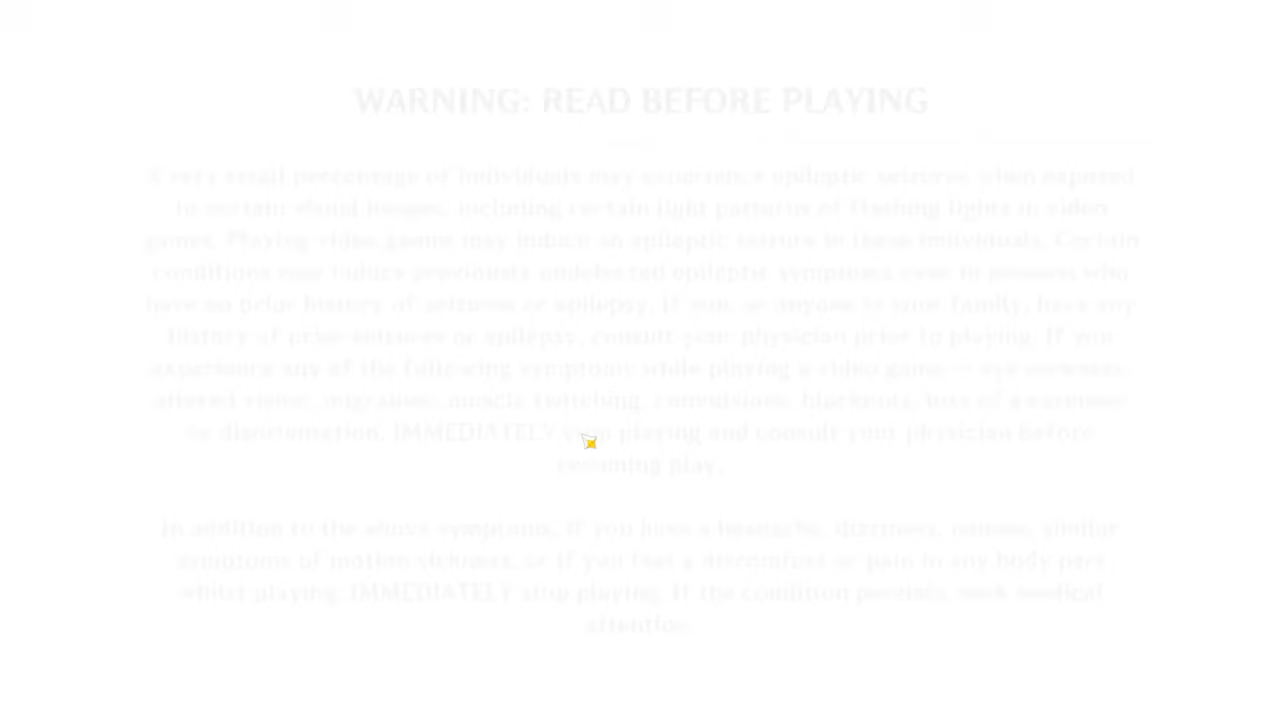 WARNING: READ BEFORE PLAYING
A very small percentage of individuals may experience epileptic seizures when exposed
to certain visual images, including certain light patterns or flashing lights in video
games. Playing video games may induce an epileptic seizure in these individuals. Certain
conditions may induce previously undetected epileptic symptoms even in persons who
have no prior history of seizures or epilepsy. If you, or anyone in your family, have any
history of prior seizures or epilepsy, consult your physician prior to playing. If you
experience any of the following symptoms while playing a video game — eye soreness,
altered vision, migraines, muscle twitching, convulsions, blackouts, loss of awareness
or disorientation, IMMEDIATELY stop playing and consult your physician before
resuming play.
In addition to the above symptoms, if you have a headache, dizziness, nausea, similar
symptoms of motion sickness, or if you feel a discomfort or pain in any body part
whilst playing, IMMEDIATELY stop playing. If the condition persists, seek medical
attention.